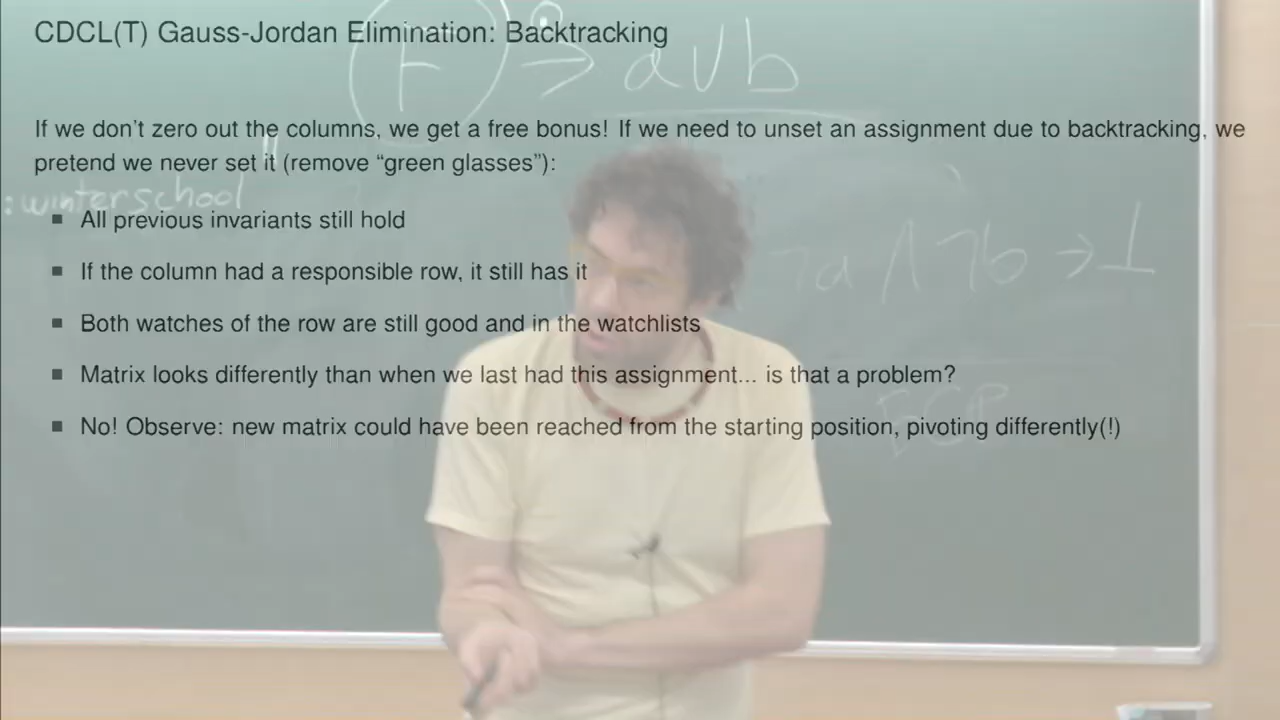 CDCL(T) Gauss-Jordan Elimination: Backtracking
F → a ∨ b
If we don't zero out the columns, we get a free bonus! If we need to unset an assignment due to backtracking, we
pretend we never set it (remove “green glasses”):
:winterschool
■ All previous invariants still hold
¬a ∧ ¬b → ⊥
■ If the column had a responsible row, it still has it
■ Both watches of the row are still good and in the watchlists
■ Matrix looks differently than when we last had this assignment... is that a problem?
■ No! Observe: new matrix could have been reached from the starting position, pivoting differently(!)